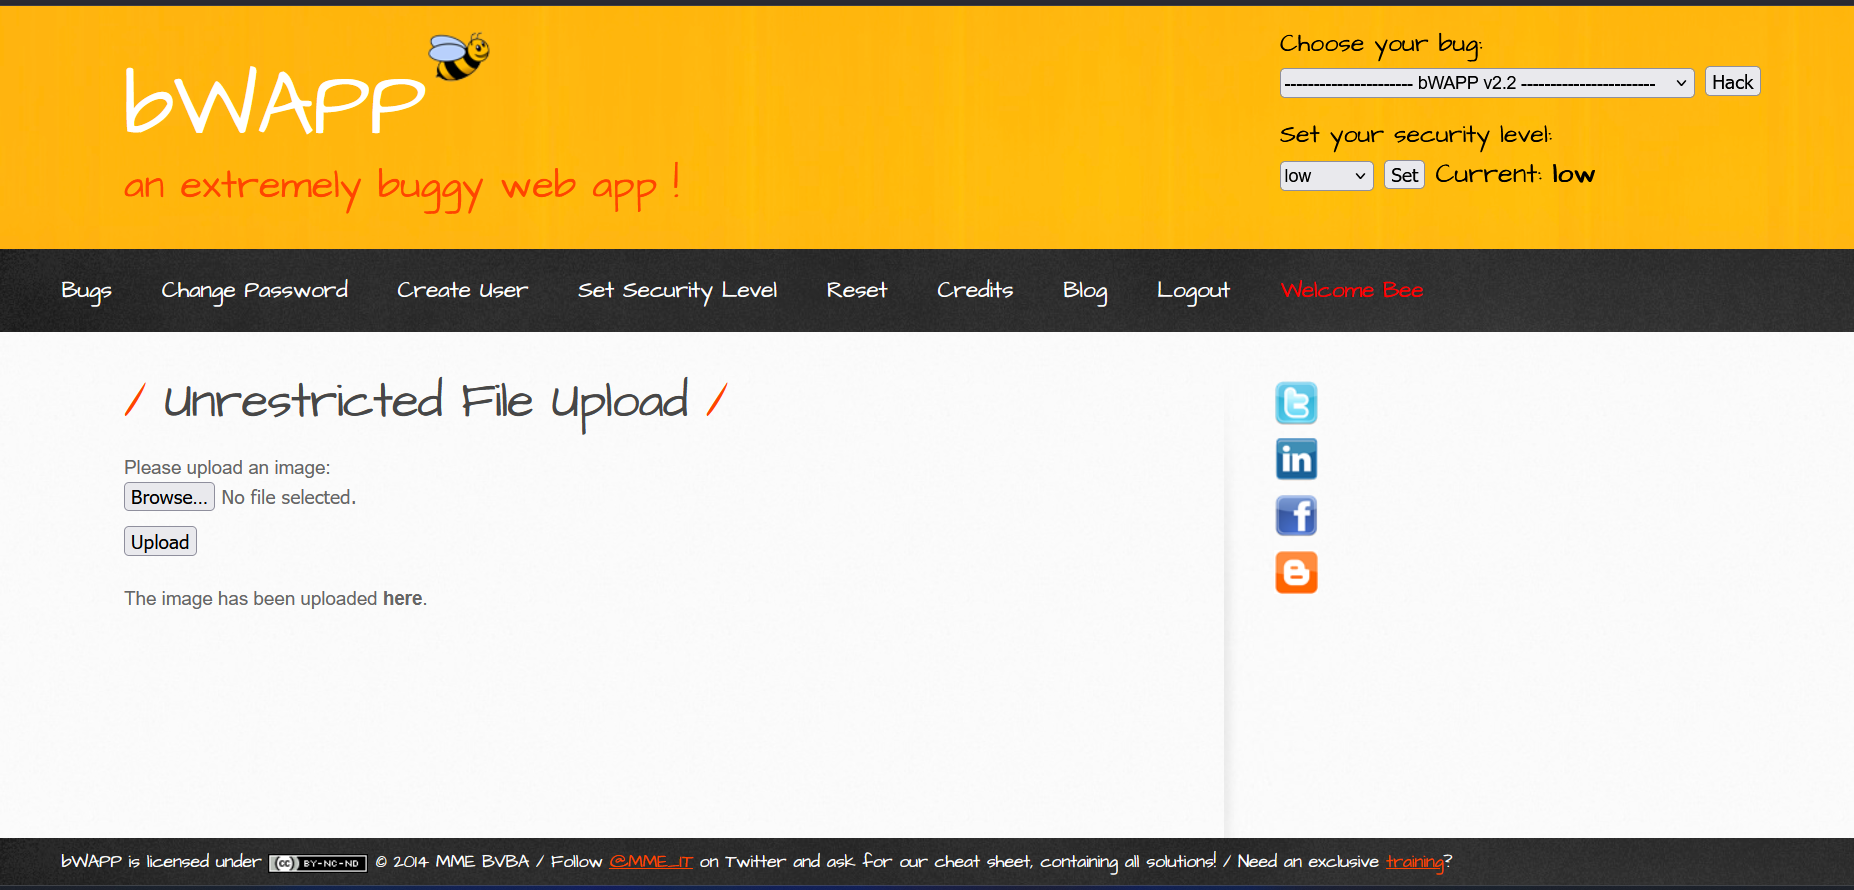 bWAPP
an extremely buggy web app !
Choose your bug:
---------------------- bWAPP v2.2 ----------------------- Hack
Set your security level:
low Set Current: low
Bugs Change Password Create User Set Security Level Reset Credits Blog Logout Welcome Bee
/ Unrestricted File Upload /
Please upload an image:
Browse... No file selected.
Upload
The image has been uploaded here.
t
in
f
B
bWAPP is licensed under (cc) BY-NC-ND © 2014 MME BVBA / Follow @MME_IT on Twitter and ask for our cheat sheet, containing all solutions! / Need an exclusive training?